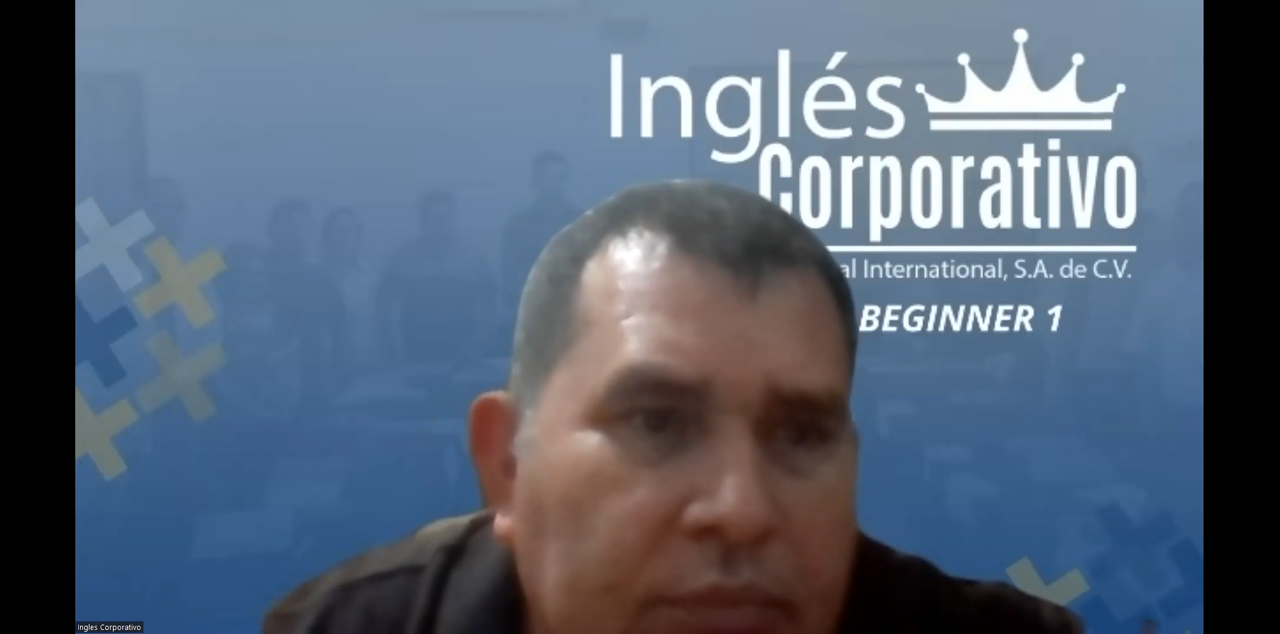 Inglés
Corporativo
al International, S.A. de C.V.
BEGINNER 1
Ingles Corporativo